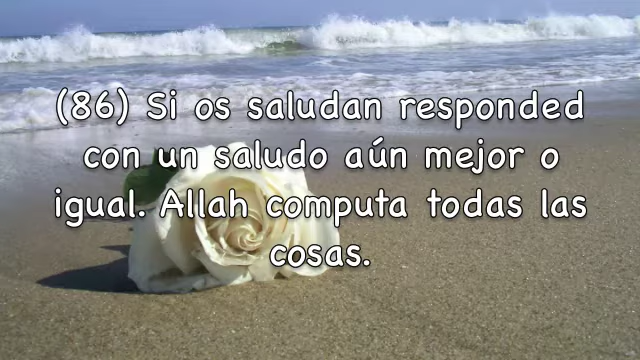 (86) Si os saludan responded
con un saludo aún mejor o
igual. Allah computa todas las
cosas.